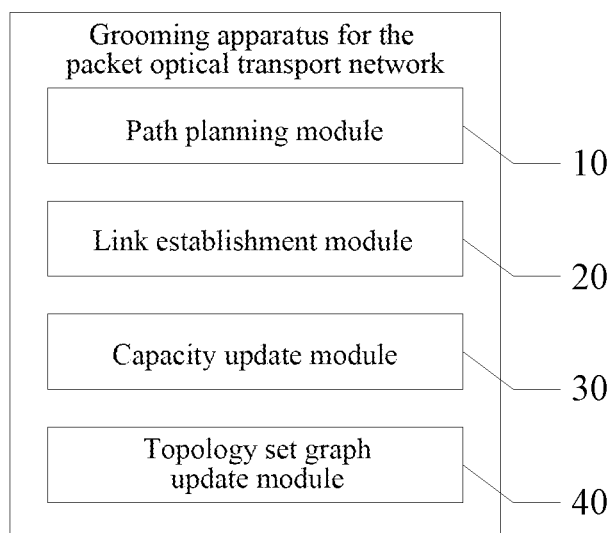 Grooming apparatus for the
packet optical transport network
Path planning module
10
Link establishment module
20
Capacity update module
30
Topology set graph
update module
40